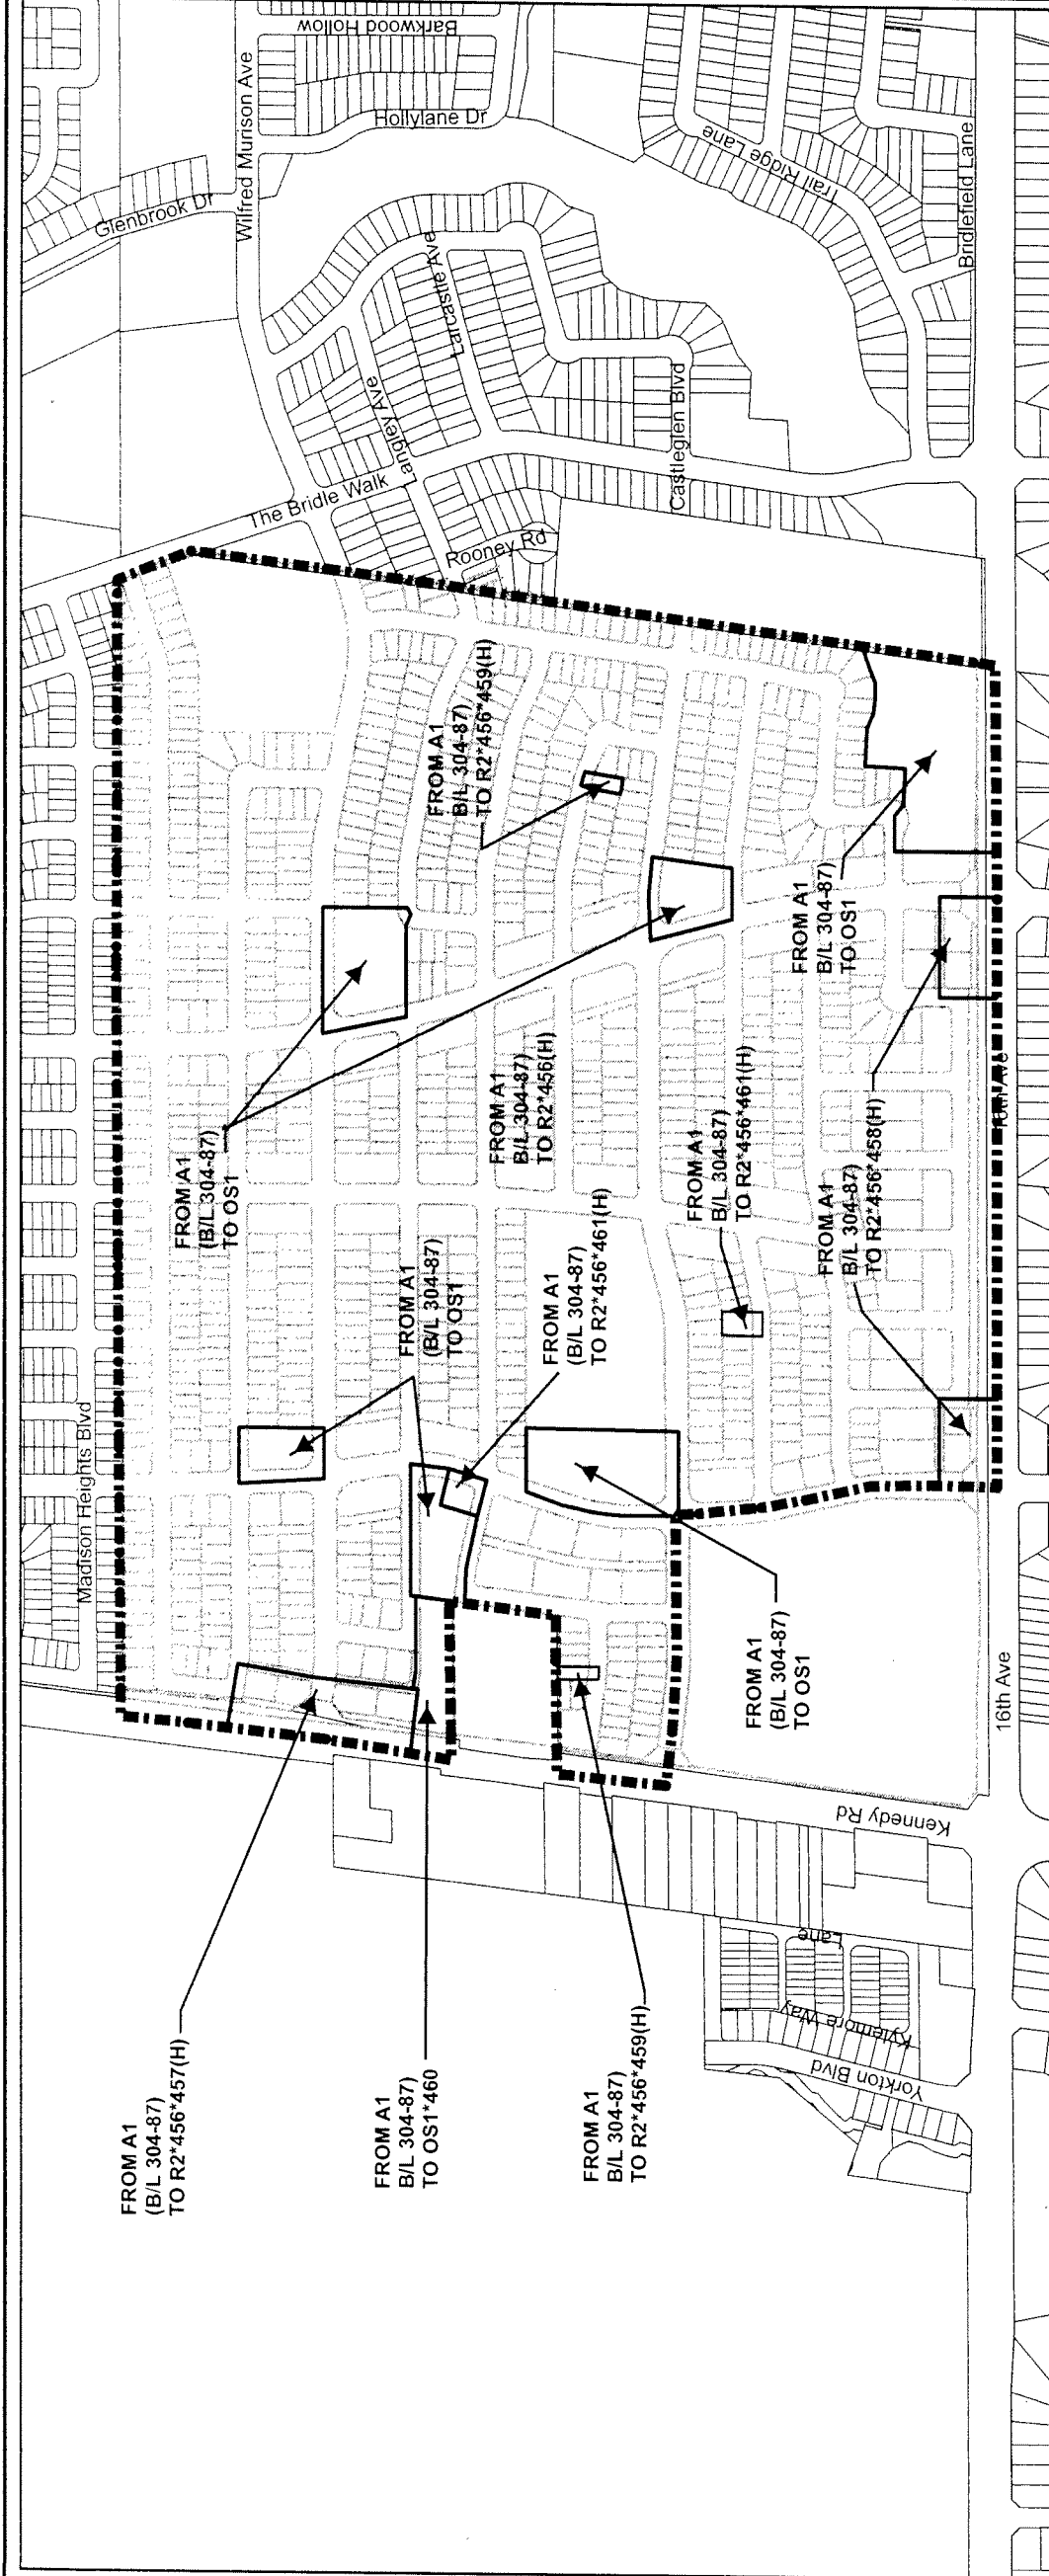 Barkwood Hollow
Wilfred Murison Ave
Hollylane Dr
Glenbrook Dr
Trail Ridge Lane
Bridlefield Lane
Larcastle Ave
Langley Ave
Castleglen Blvd
The Bridle Walk
Rooney Rd
FROM A1
B/L 304-87)
TO R2*456*459(H)
FROM A1
B/L 304-87)
TO OS1
FROM A1
(B/L 304-87)
TO OS1
FROM A1
B/L 304-87)
TO R2*456(H)
FROM A1
B/L 304-87)
TO R2*456*461(H)
FROM A1
B/L 304-87)
TO R2*456*458(H)
16th Ave
FROM A1
(B/L 304-87)
TO OS1
FROM A1
(B/L 304-87)
TO R2*456*461(H)
Madison Heights Blvd
FROM A1
(B/L 304-87)
TO OS1
16th Ave
Kennedy Rd
Lane
Kylemore Way
Yorkton Blvd
FROM A1
(B/L 304-87)
TO R2*456*457(H)
FROM A1
B/L 304-87)
TO OS1*460
FROM A1
B/L 304-87)
TO R2*456*459(H)